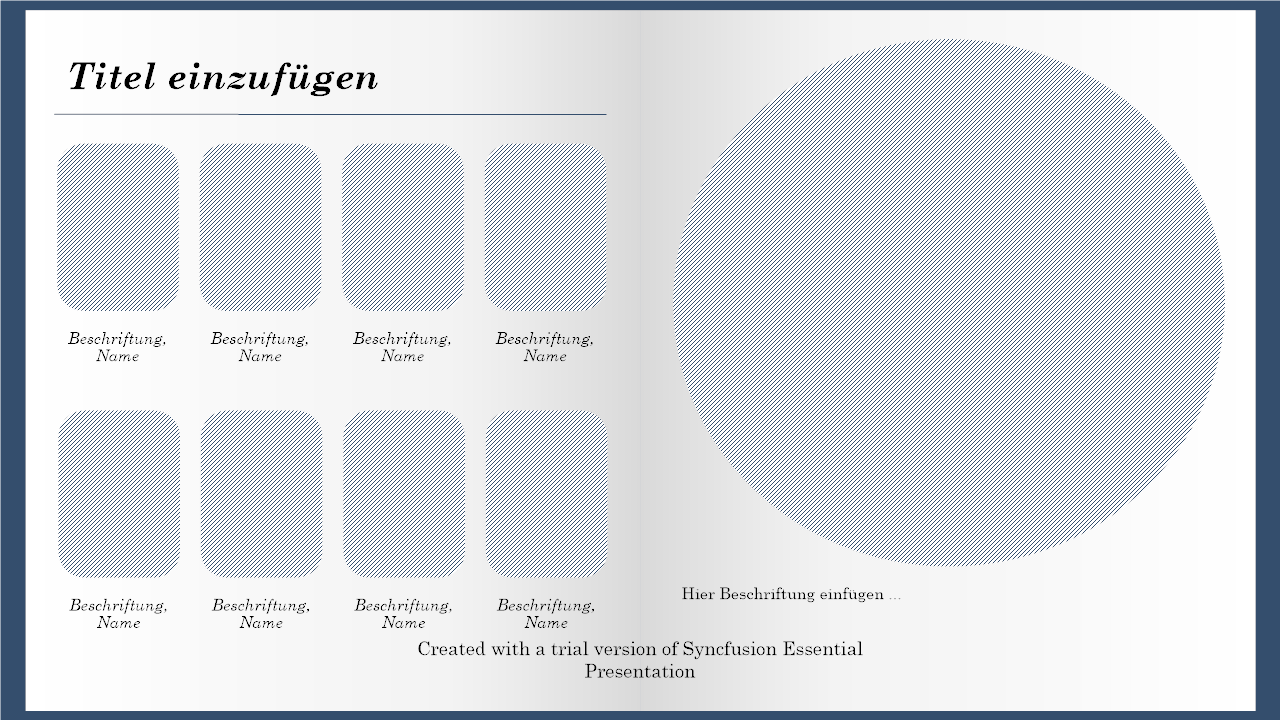 Titel einzufügen
Beschriftung,
Name
Beschriftung,
Name
Beschriftung,
Name
Beschriftung,
Name
Beschriftung,
Name
Beschriftung,
Name
Beschriftung,
Name
Beschriftung,
Name
Hier Beschriftung einfügen ...
Created with a trial version of Syncfusion Essential
Presentation